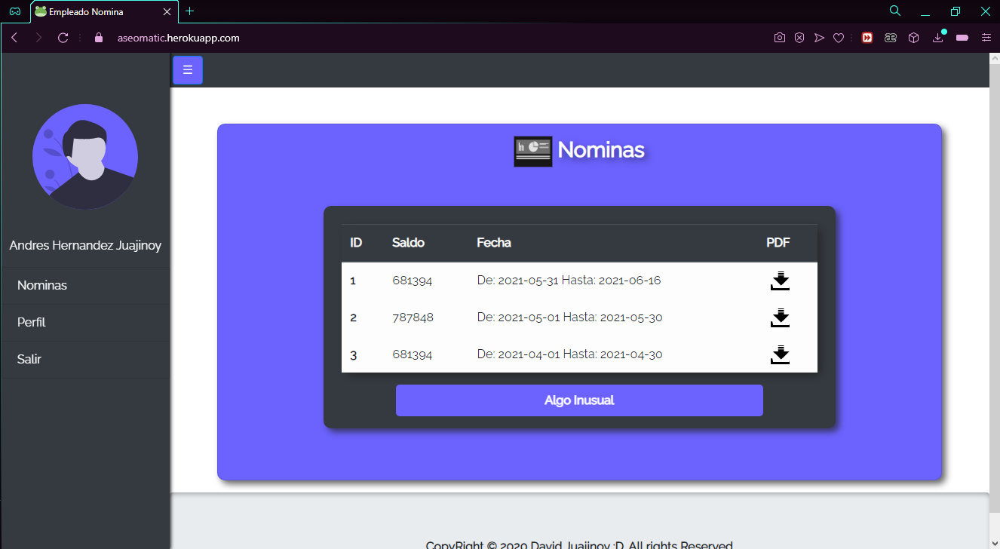 Empleado Nomina
aseomatic.herokuapp.com
Andres Hernandez Juajinoy
Nominas
Perfil
Salir
Nominas
ID Saldo Fecha PDF
1 681394 De: 2021-05-31 Hasta: 2021-06-16
2 787848 De: 2021-05-01 Hasta: 2021-05-30
3 681394 De: 2021-04-01 Hasta: 2021-04-30
Algo Inusual
CopyRight © 2020 David Juajinoy :D. All rights Reserved